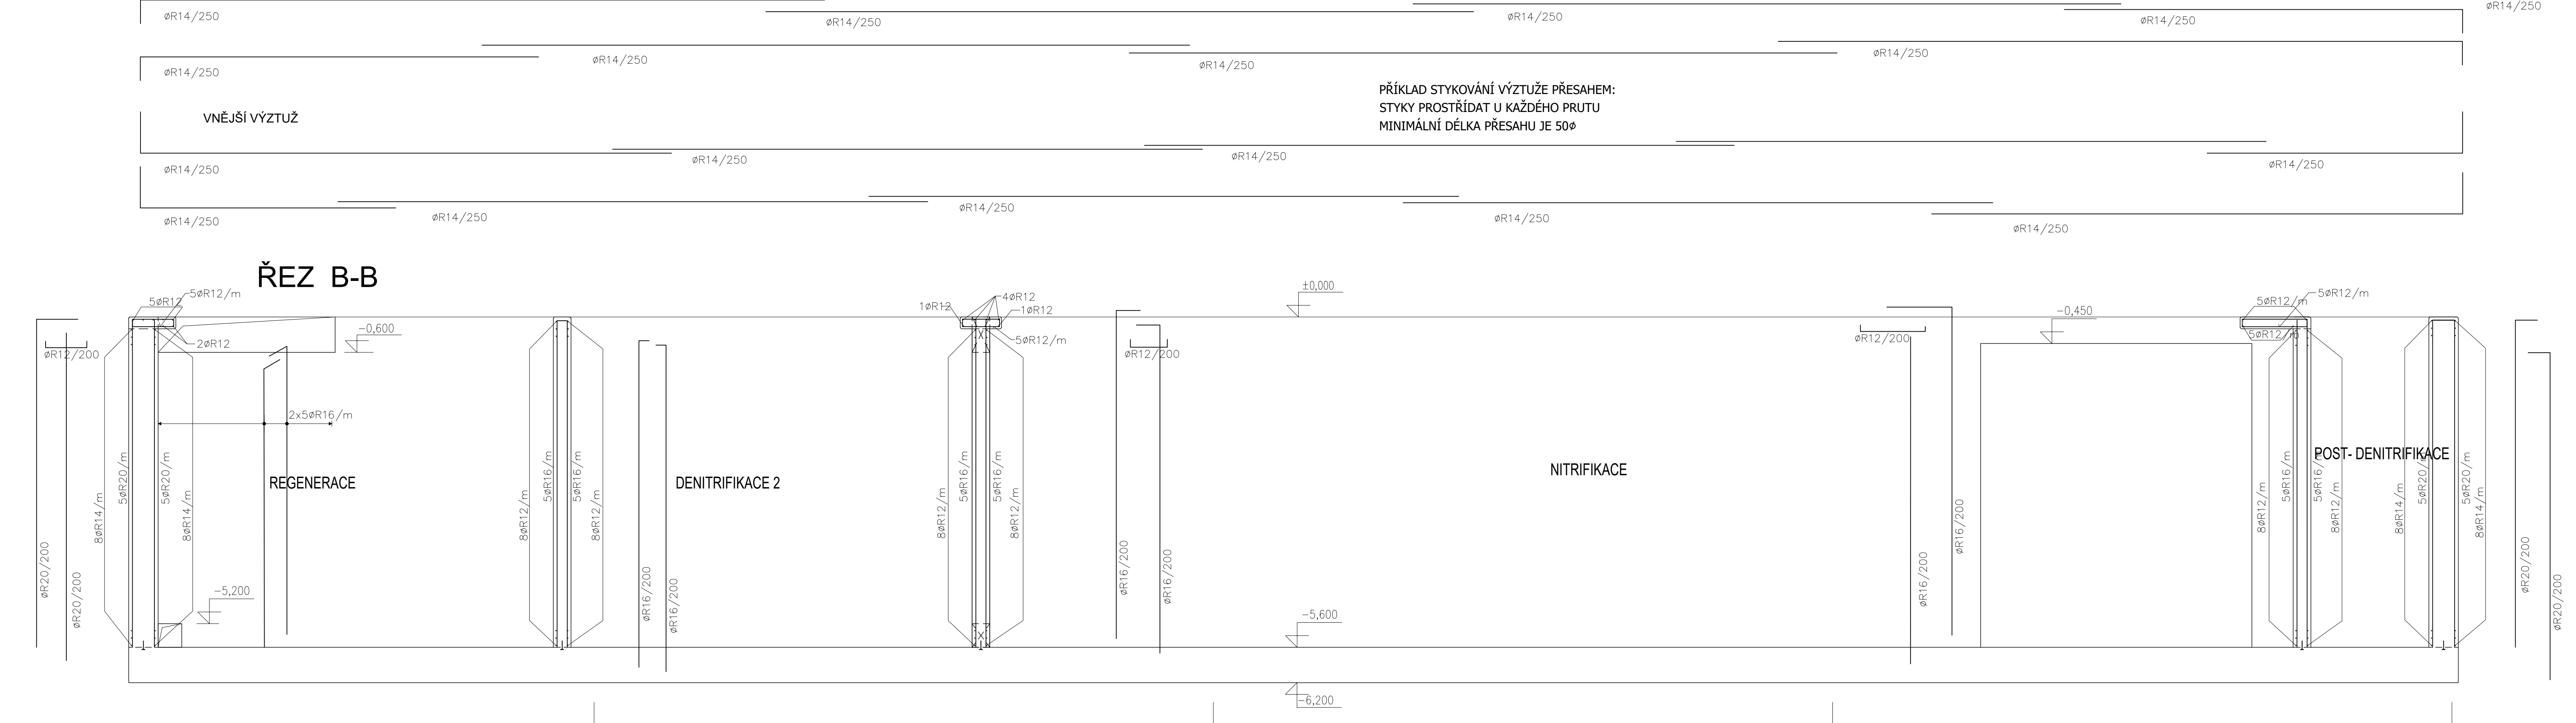 øR14/250
øR14/250
øR14/250
øR14/250
øR14/250
øR14/250
øR14/250
øR14/250
øR14/250
VNĚJŠÍ VÝZTUŽ
PŘÍKLAD STYKOVÁNÍ VÝZTUŽE PŘESAHEM:
STYKY PROSTŘÍDAT U KAŽDÉHO PRUTU
MINIMÁLNÍ DÉLKA PŘESAHU JE 50ø
øR14/250
øR14/250
øR14/250
øR14/250
øR14/250
øR14/250
øR14/250
øR14/250
øR14/250
ŘEZ B-B
5øR12
5øR12/m
2øR12
øR12/200
-0,600
1øR12
4øR12
1øR12
5øR12/m
øR12/200
±0,000
øR12/200
-0,450
5øR12/m
5øR12/m
5øR12/m
2x5øR16/m
REGENERACE
DENITRIFIKACE 2
NITRIFIKACE
POST- DENITRIFIKACE
øR20/200
øR20/200
8øR14/m
5øR20/m
5øR20/m
8øR14/m
8øR12/m
5øR16/m
5øR16/m
8øR12/m
øR16/200
øR16/200
8øR12/m
5øR16/m
5øR16/m
8øR12/m
øR16/200
øR16/200
øR16/200
øR16/200
8øR12/m
5øR16/m
5øR16/m
8øR12/m
8øR14/m
5øR20/m
5øR20/m
8øR14/m
øR20/200
øR20/200
-5,200
-5,600
-6,200